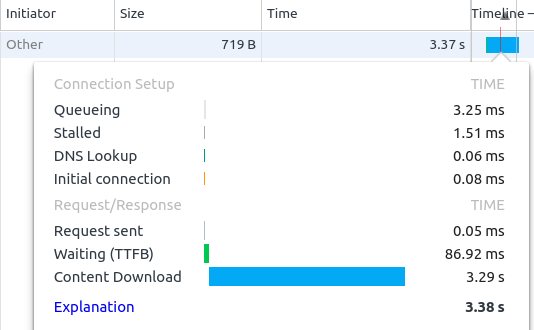 Initiator Size Time Timeline –
Other 719 B 3.37 s
Connection Setup TIME
Queueing 3.25 ms
Stalled 1.51 ms
DNS Lookup 0.06 ms
Initial connection 0.08 ms
Request/Response TIME
Request sent 0.05 ms
Waiting (TTFB) 86.92 ms
Content Download 3.29 s
Explanation 3.38 s